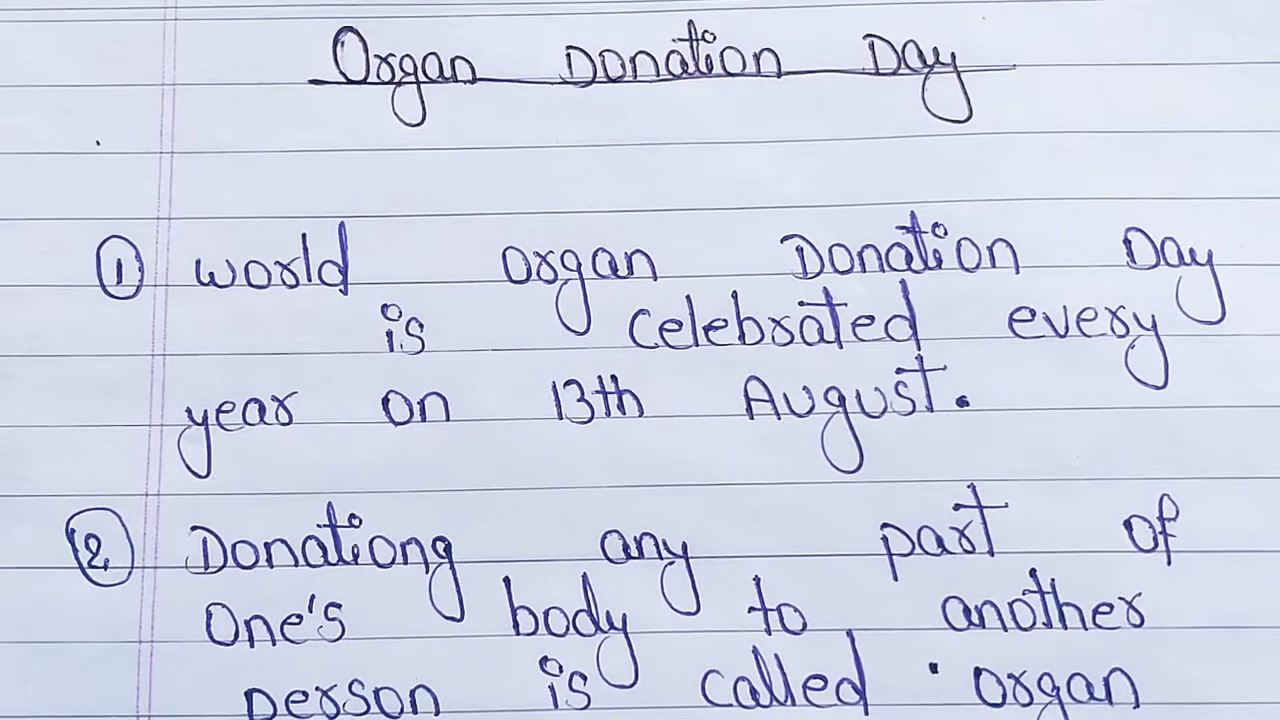 Organ Donation Day
① world organ Donation Day
is celebrated every
year on 13th August.
② Donationg any part of
One's body to another
person is called organ